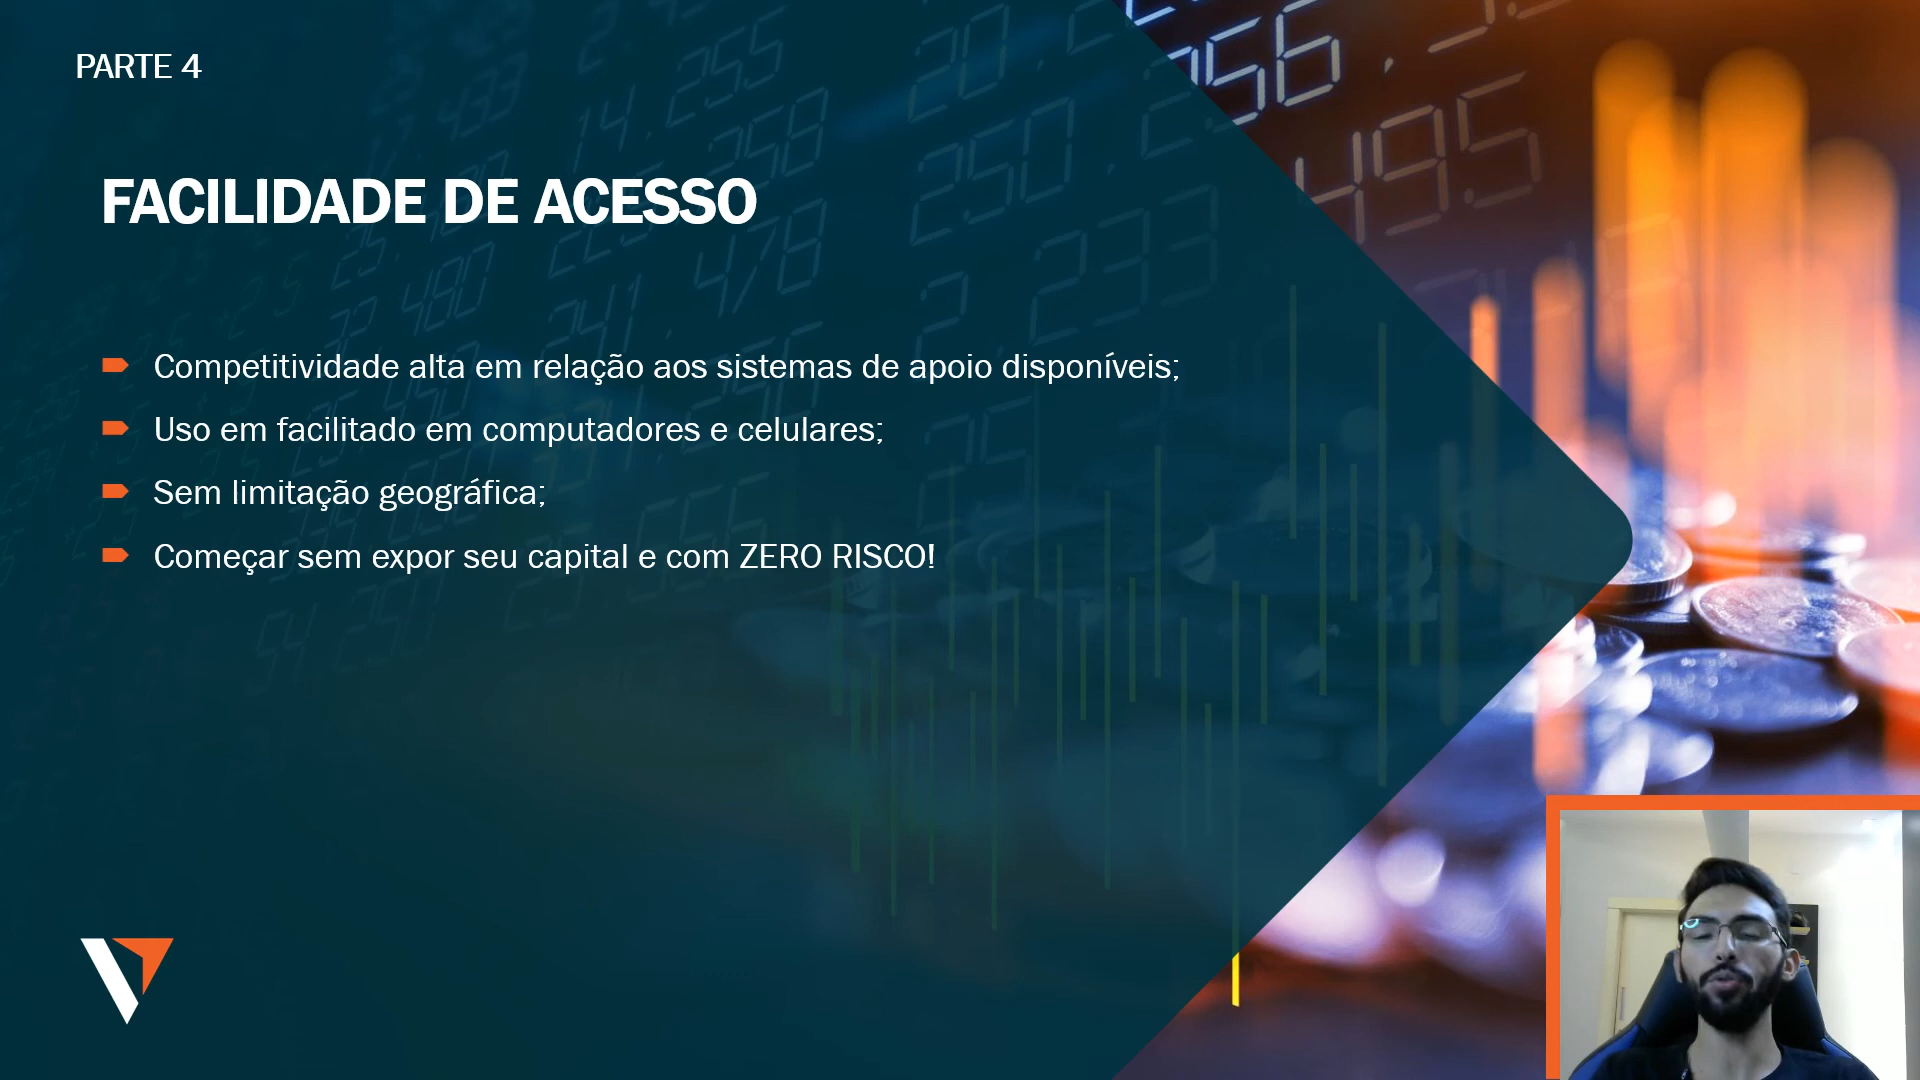 PARTE 4
FACILIDADE DE ACESSO
Competitividade alta em relação aos sistemas de apoio disponíveis;
Uso em facilitado em computadores e celulares;
Sem limitação geográfica;
Começar sem expor seu capital e com ZERO RISCO!